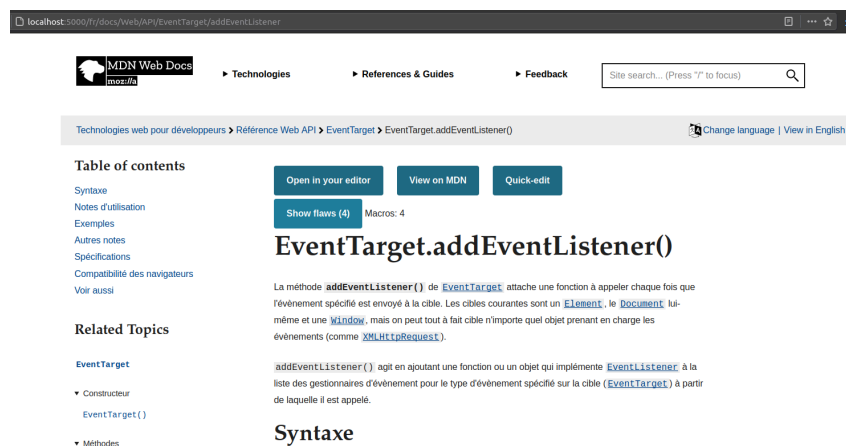 localhost:5000/fr/docs/Web/API/EventTarget/addEventListener
MDN Web Docs
moz://a
Technologies
References & Guides
Feedback
Site search... (Press "/" to focus)
Technologies web pour développeurs > Référence Web API > EventTarget > EventTarget.addEventListener()
Change language | View in English
Table of contents
Syntaxe
Notes d'utilisation
Exemples
Autres notes
Spécifications
Compatibilité des navigateurs
Voir aussi
Related Topics
EventTarget
Constructeur
EventTarget()
Méthodes
Open in your editor
View on MDN
Quick-edit
Show flaws (4)
Macros: 4
EventTarget.addEventListener()
La méthode addEventListener() de EventTarget attache une fonction à appeler chaque fois que
l'évènement spécifié est envoyé à la cible. Les cibles courantes sont un Element, le Document lui-
même et une Window, mais on peut tout à fait cible n'importe quel objet prenant en charge les
évènements (comme XMLHttpRequest).
addEventListener() agit en ajoutant une fonction ou un objet qui implémente EventListener à la
liste des gestionnaires d'évènement pour le type d'évènement spécifié sur la cible (EventTarget) à partir
de laquelle il est appelé.
Syntaxe